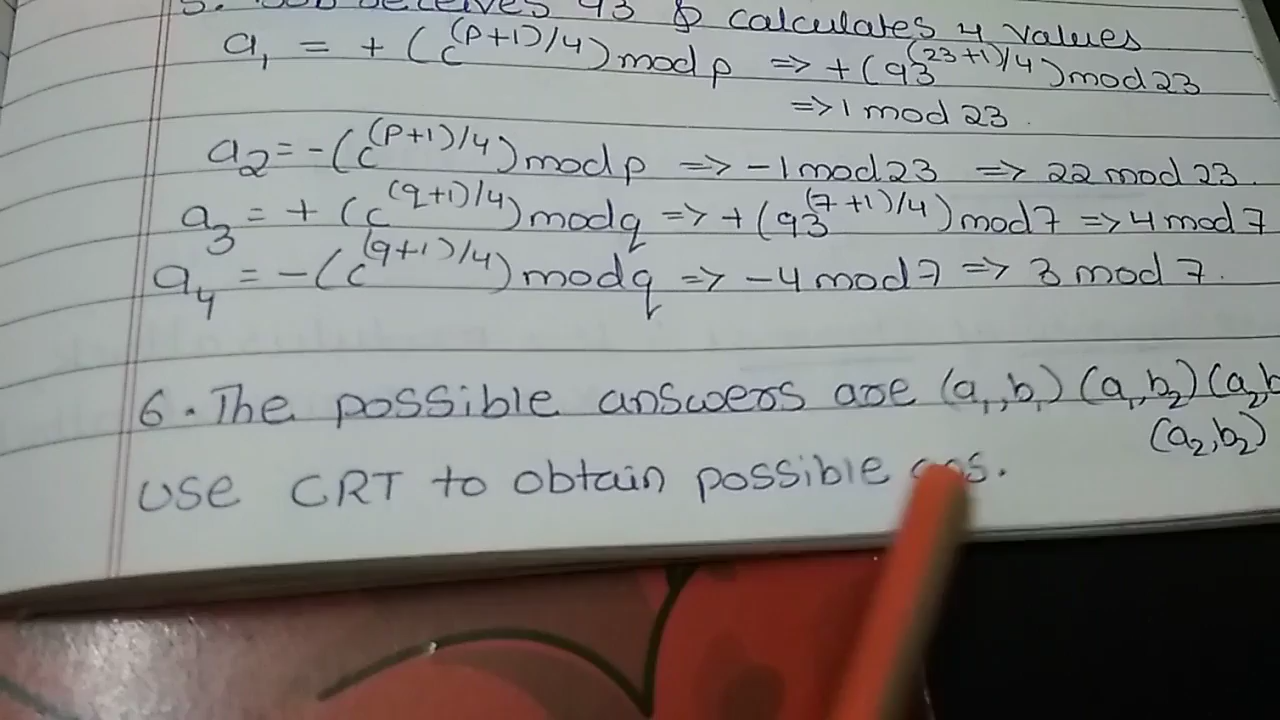 5. Bob receives 93 & calculates 4 values
a₁ = + (c^(p+1)/4) mod p => + (93^(23+1)/4) mod 23
=> 1 mod 23.
a₂ = - (c^(p+1)/4) mod p => -1 mod 23 => 22 mod 23.
a₃ = + (c^(q+1)/4) mod q => + (93^(7+1)/4) mod 7 => 4 mod 7
a₄ = - (c^(q+1)/4) mod q => -4 mod 7 => 3 mod 7.
6. The possible answers are (a₁, b₁) (a₁, b₂) (a₂, b
(a₂, b₂)
Use CRT to obtain possible